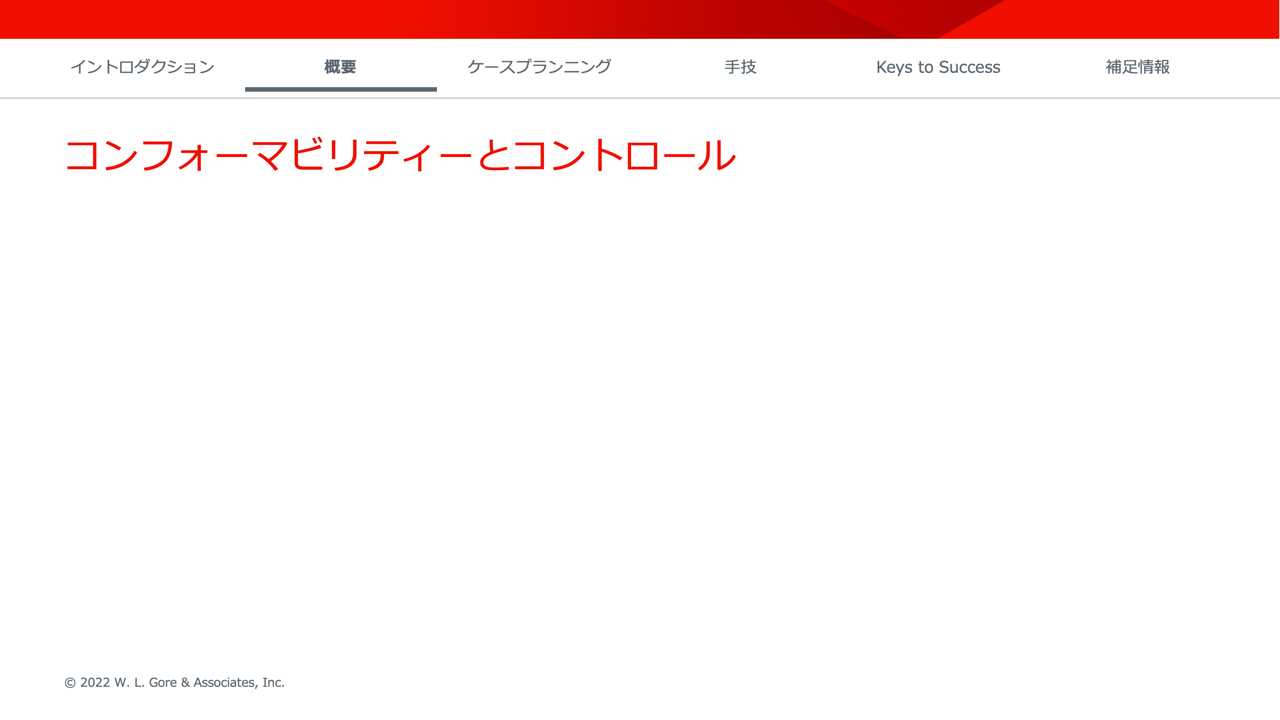 イントロダクション
概要
ケースプランニング
手技
Keys to Success
補足情報
コンフォーマビリティーとコントロール
© 2022 W. L. Gore & Associates, Inc.